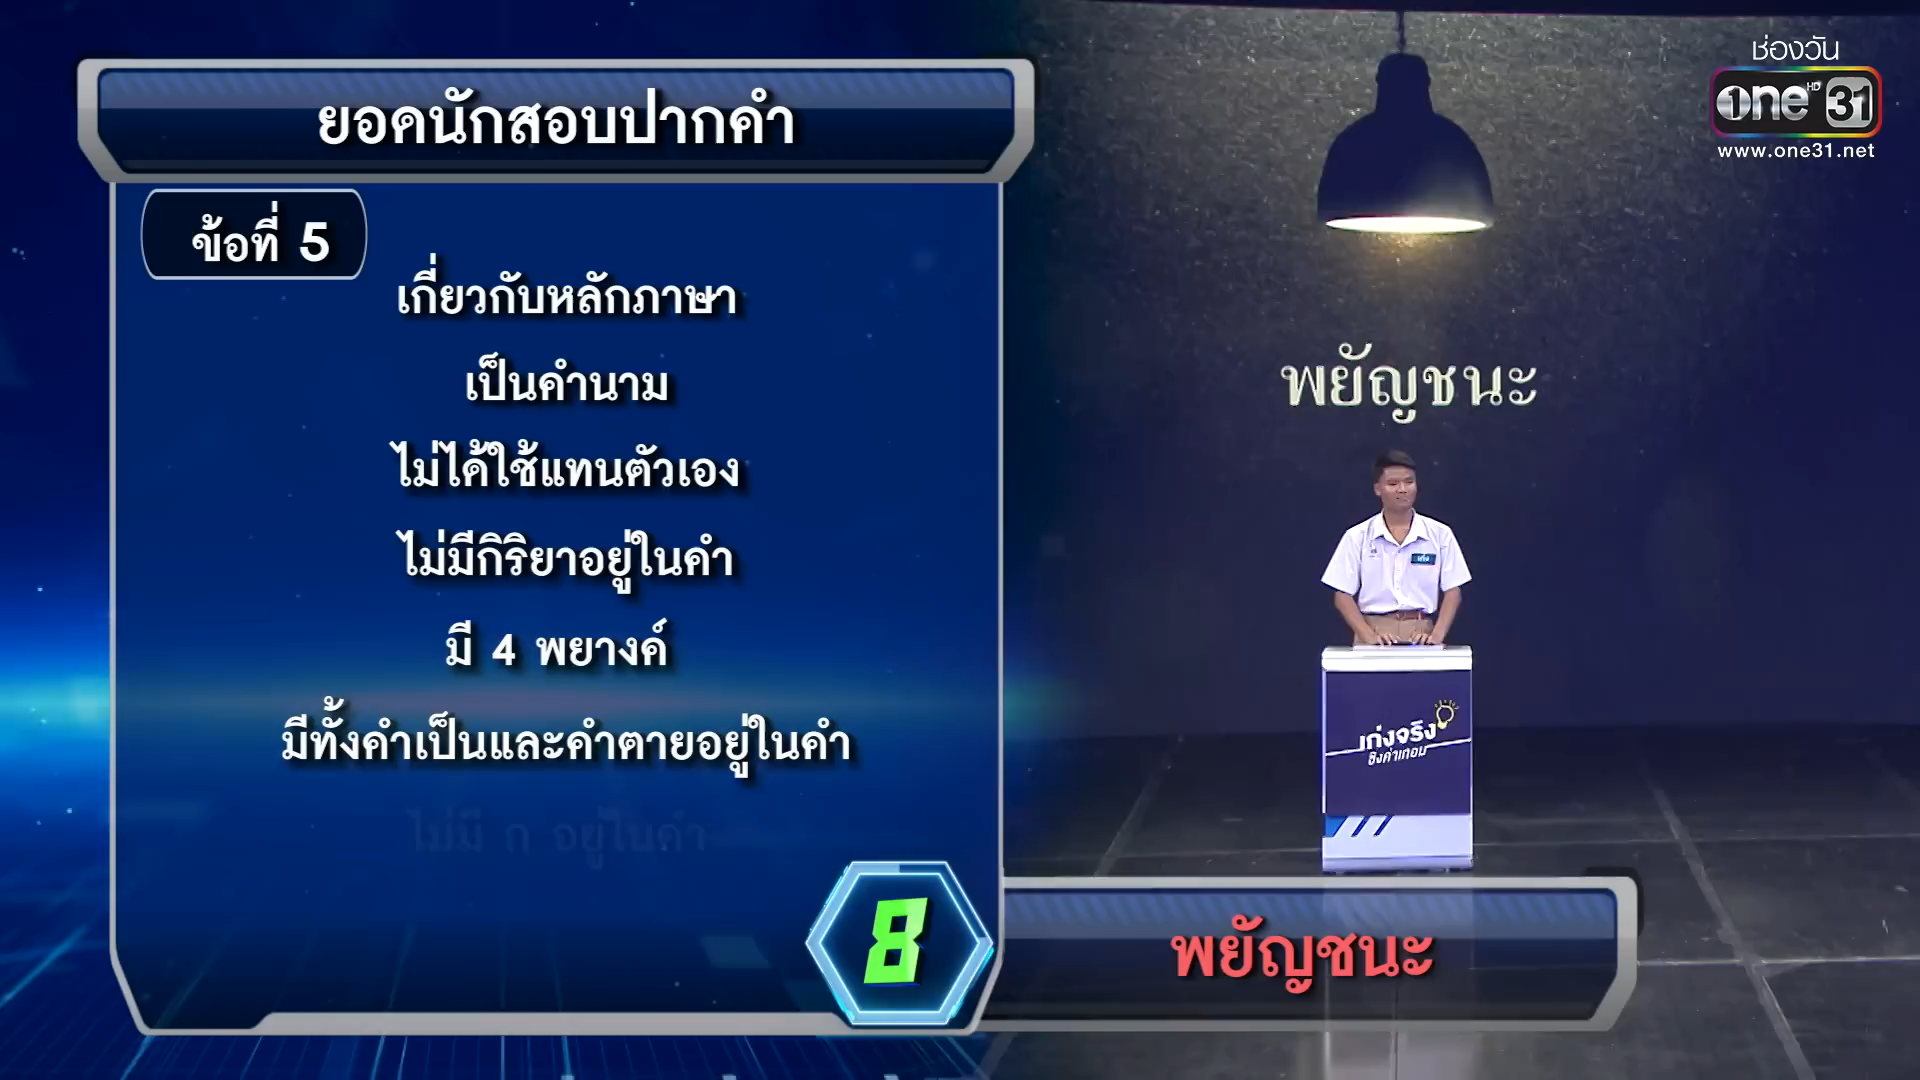 ยอดนักสอบปากคำ
ข้อที่ 5
เกี่ยวกับหลักภาษา
เป็นคำนาม
ไม่ได้ใช้แทนตัวเอง
ไม่มีกิริยาอยู่ในคำ
มี 4 พยางค์
มีทั้งคำเป็นและคำตายอยู่ในคำ
ไม่มี ก อยู่ในคำ
8
พยัญชนะ
ช่องวัน
one HD 31
www.one31.net
พยัญชนะ
เก่ง
เก่งจริง
ชิงค่าเทอม